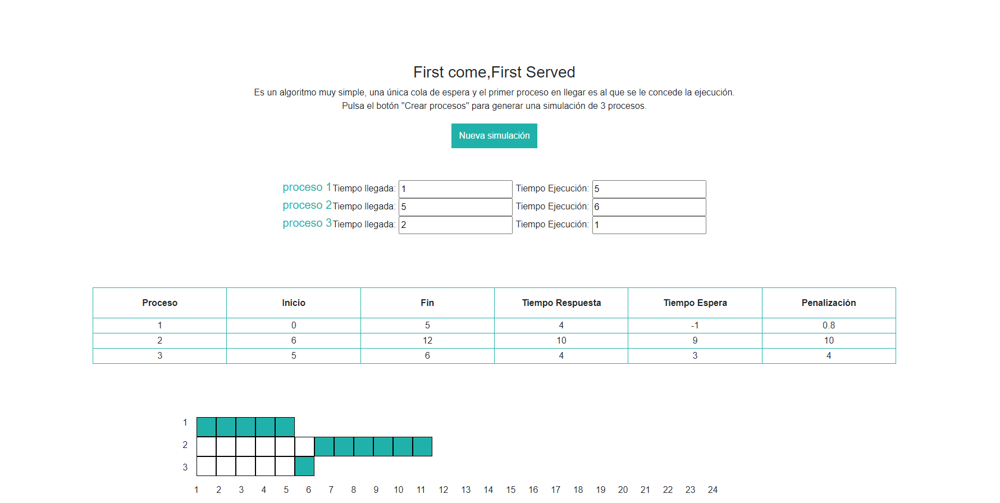 First come,First Served
Es un algoritmo muy simple, una única cola de espera y el primer proceso en llegar es al que se le concede la ejecución.
Pulsa el botón "Crear procesos" para generar una simulación de 3 procesos.
Nueva simulación
proceso 1 Tiempo llegada: 1 Tiempo Ejecución: 5
proceso 2 Tiempo llegada: 5 Tiempo Ejecución: 6
proceso 3 Tiempo llegada: 2 Tiempo Ejecución: 1
Proceso Inicio Fin Tiempo Respuesta Tiempo Espera Penalización
1 0 5 4 -1 0.8
2 6 12 10 9 10
3 5 6 4 3 4
1
2
3
1 2 3 4 5 6 7 8 9 10 11 12 13 14 15 16 17 18 19 20 21 22 23 24